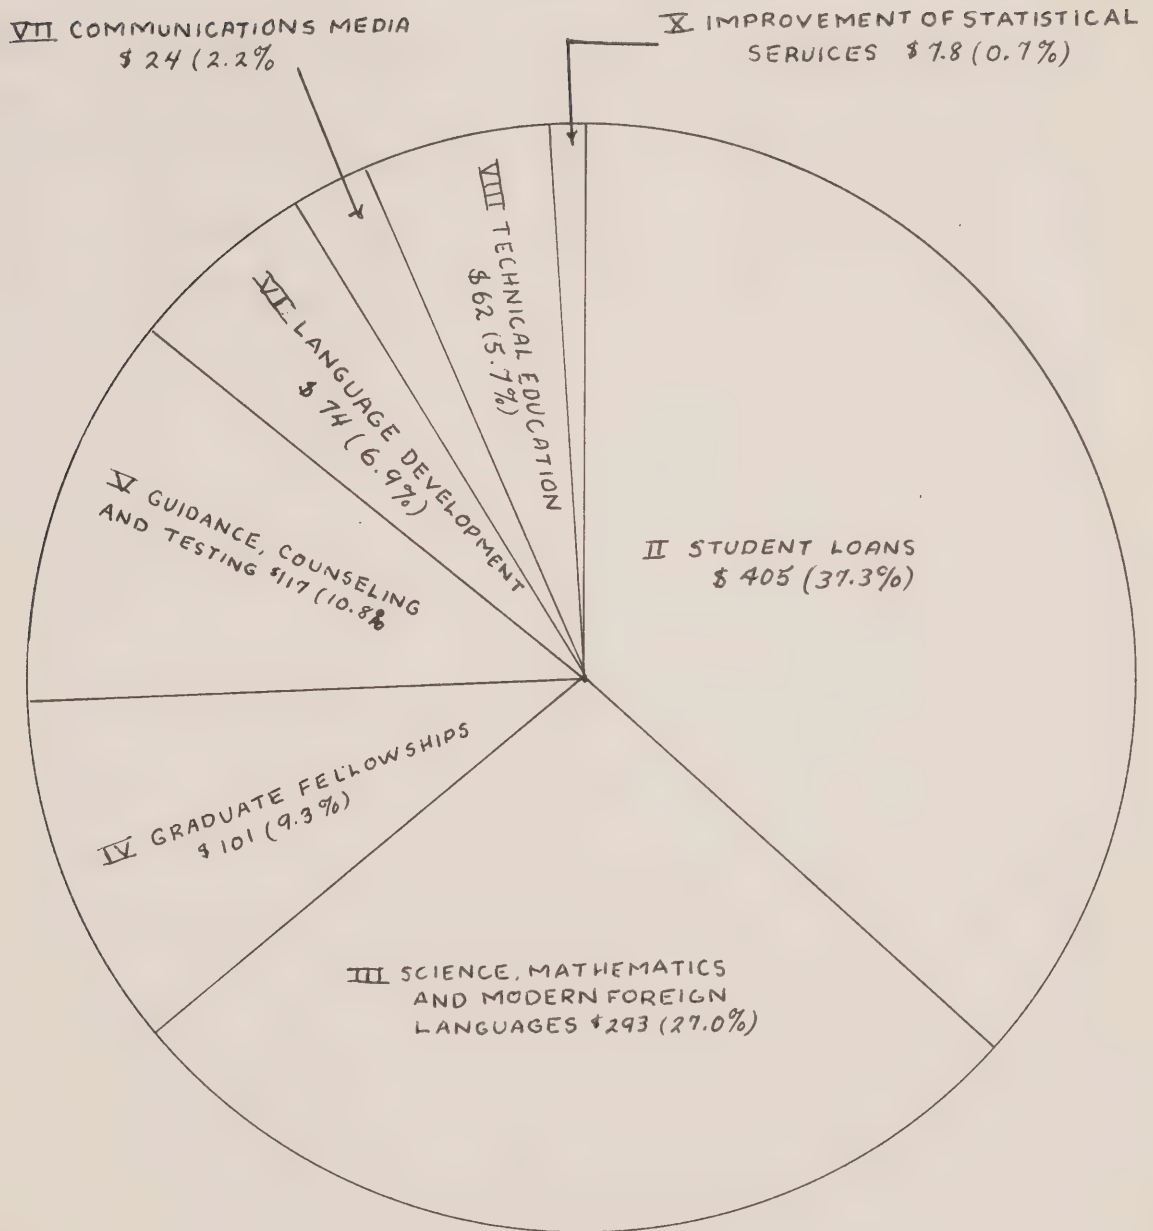 VII COMMUNICATIONS MEDIA
$ 24 (2.2%
X IMPROVEMENT OF STATISTICAL
SERVICES $ 7.8 (0.7%)
VIII TECHNICAL EDUCATION
$ 62 (5.7%)
VI LANGUAGE DEVELOPMENT
$ 74 (6.9%)
V GUIDANCE, COUNSELING
AND TESTING $117 (10.8%
II STUDENT LOANS
$ 405 (37.3%)
IV GRADUATE FELLOWSHIPS
$ 101 (9.3%)
III SCIENCE, MATHEMATICS
AND MODERN FOREIGN
LANGUAGES $293 (27.0%)